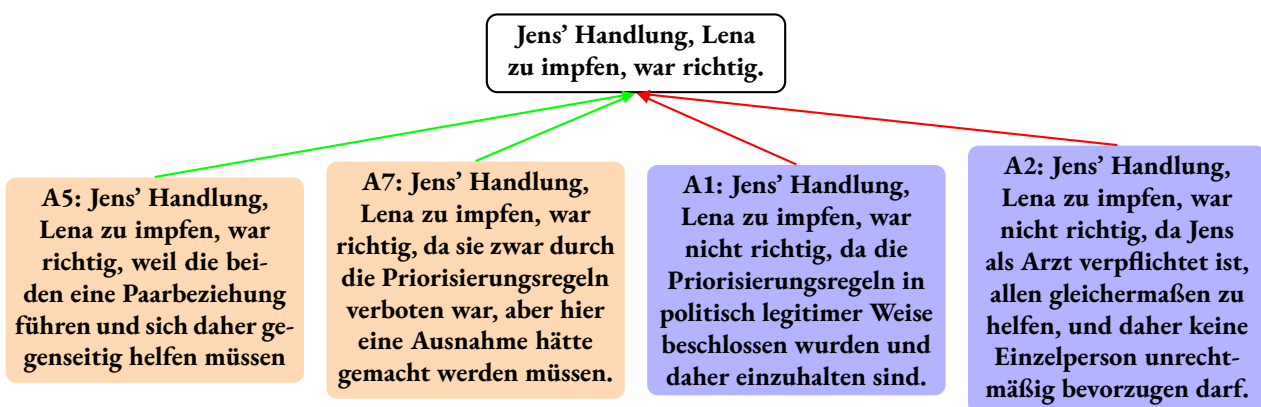 Jens’ Handlung, Lena
zu impfen, war richtig.
A5: Jens’ Handlung,
Lena zu impfen, war
richtig, weil die bei-
den eine Paarbeziehung
führen und sich daher ge-
genseitig helfen müssen
A7: Jens’ Handlung,
Lena zu impfen, war
richtig, da sie zwar durch
die Priorisierungsregeln
verboten war, aber hier
eine Ausnahme hätte
gemacht werden müssen.
A1: Jens’ Handlung,
Lena zu impfen, war
nicht richtig, da die
Priorisierungsregeln in
politisch legitimer Weise
beschlossen wurden und
daher einzuhalten sind.
A2: Jens’ Handlung,
Lena zu impfen, war
nicht richtig, da Jens
als Arzt verpflichtet ist,
allen gleichermaßen zu
helfen, und daher keine
Einzelperson unrecht-
mäßig bevorzugen darf.